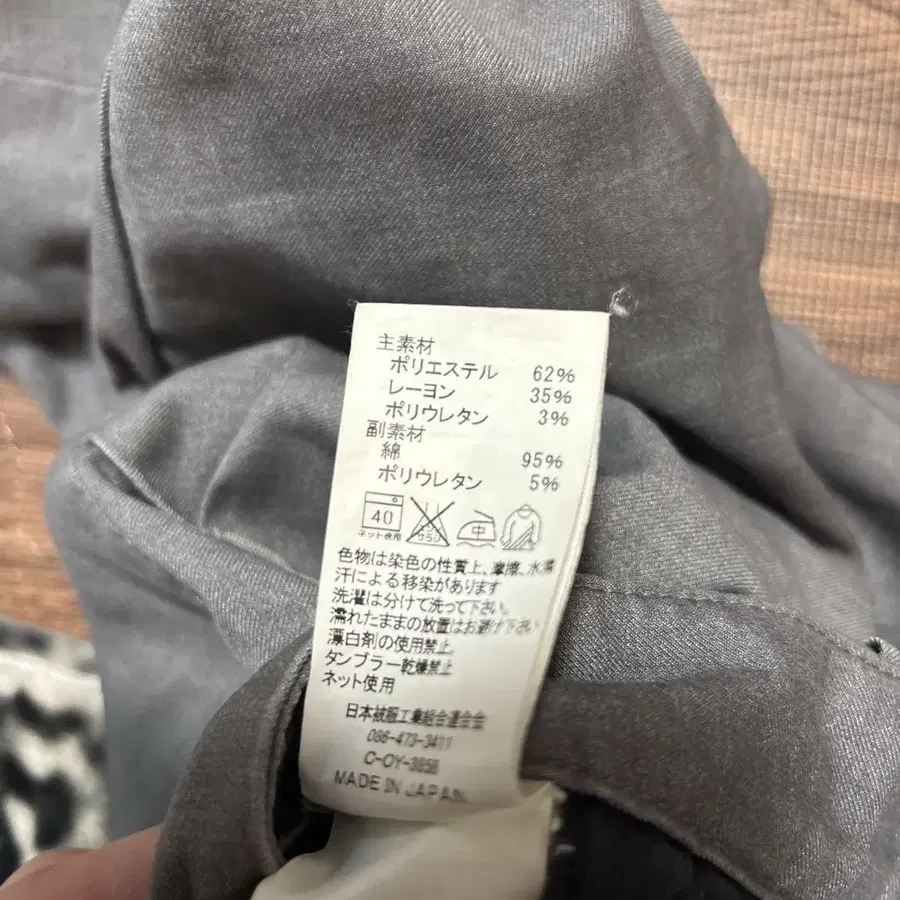 主素材
ポリエステル 62%
レーヨン 35%
ポリウレタン 3%
副素材
綿 95%
ポリウレタン 5%
40 エンソサラシ 中
ネット使用
色物は染色の性質上、摩擦、水濡
汗による移染があります
洗濯は分けて洗って下さい。
濡れたままの放置はお避け下さい
漂白剤の使用禁止。
タンブラー乾燥禁止
ネット使用
日本被服工業組合連合会
086-473-3411
C-OY-3858
MADE IN JAPAN